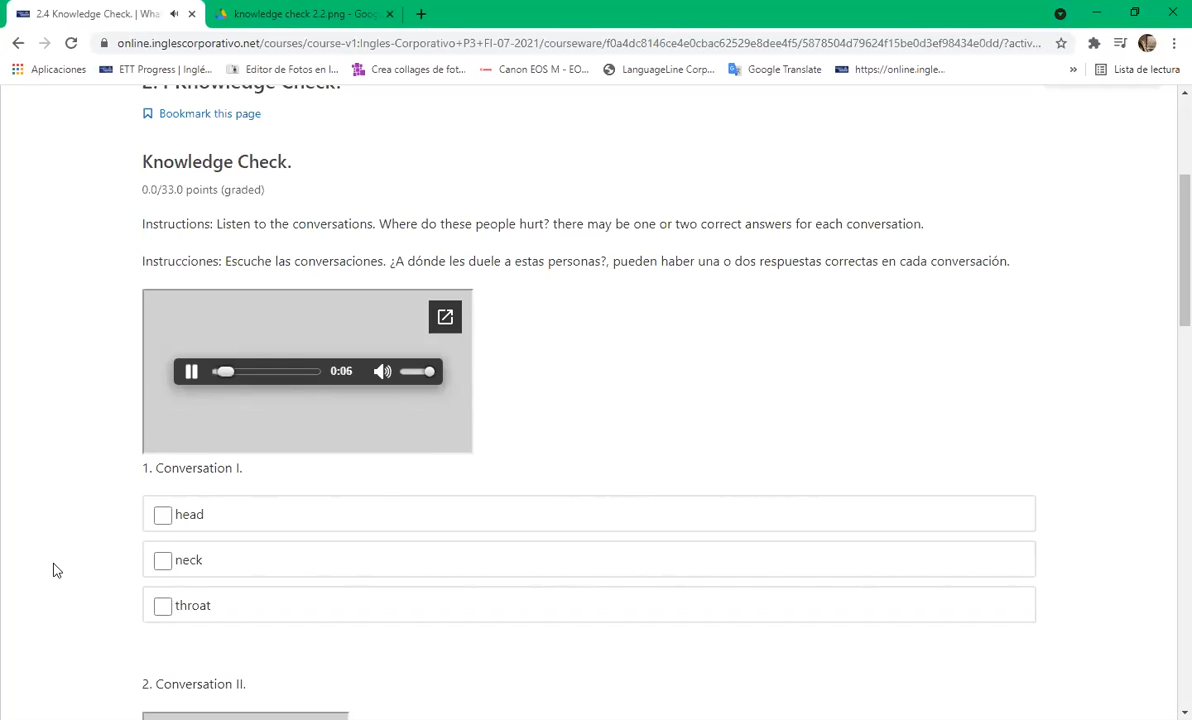 2.4 Knowledge Check. | Wha
knowledge check 2.2.png - Goog
online.inglescorporativo.net/courses/course-v1:Ingles-Corporativo+P3+FI-07-2021/courseware/f0a4dc8146ce4e0cbac62529e8dee4f5/5878504d79624f15be0d3ef98434e0dd/?activ...
Aplicaciones
ETT Progress | Inglé...
Editor de Fotos en l...
Crea collages de fot...
Canon EOS M - EO...
LanguageLine Corp...
Google Translate
https://online.ingle...
»
Lista de lectura
2.4 Knowledge Check.
Bookmark this page
Knowledge Check.
0.0/33.0 points (graded)
Instructions: Listen to the conversations. Where do these people hurt? there may be one or two correct answers for each conversation.
Instrucciones: Escuche las conversaciones. ¿A dónde les duele a estas personas?, pueden haber una o dos respuestas correctas en cada conversación.
0:06
1. Conversation I.
head
neck
throat
2. Conversation II.